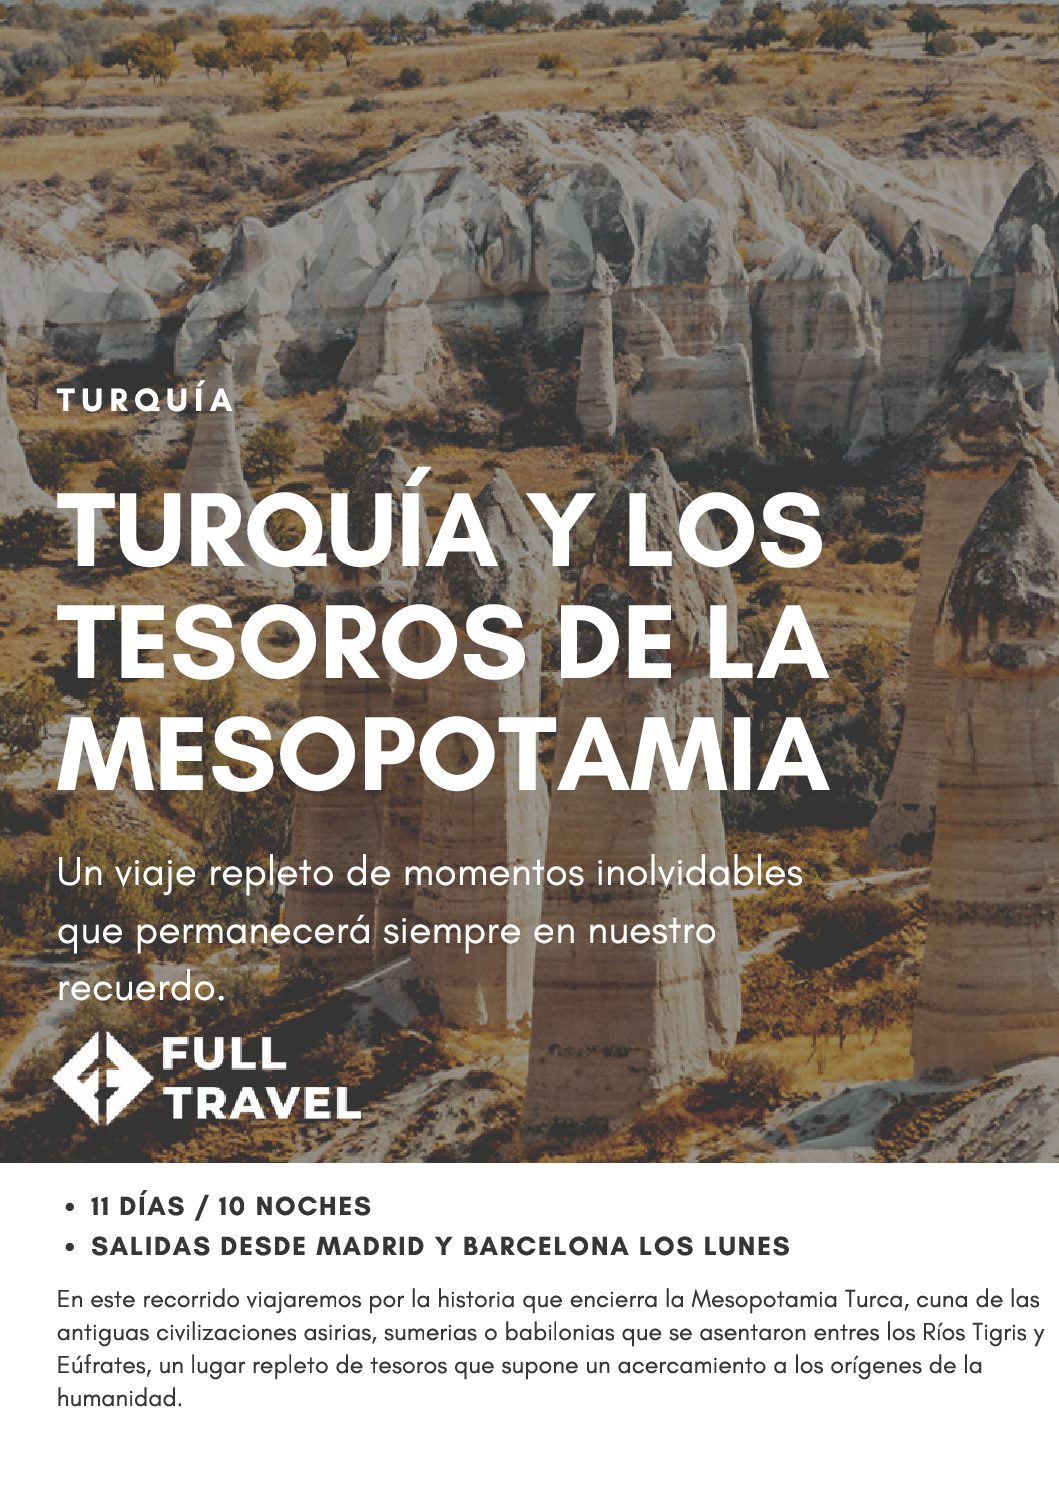 TURQUÍA
TURQUÍA Y LOS
TESOROS DE LA
MESOPOTAMIA
Un viaje repleto de momentos inolvidables
que permanecerá siempre en nuestro
recuerdo.
FULL
TRAVEL
• 11 DÍAS / 10 NOCHES
• SALIDAS DESDE MADRID Y BARCELONA LOS LUNES
En este recorrido viajaremos por la historia que encierra la Mesopotamia Turca, cuna de las
antiguas civilizaciones asirias, sumerias o babilonias que se asentaron entres los Ríos Tigris y
Eúfrates, un lugar repleto de tesoros que supone un acercamiento a los orígenes de la
humanidad.